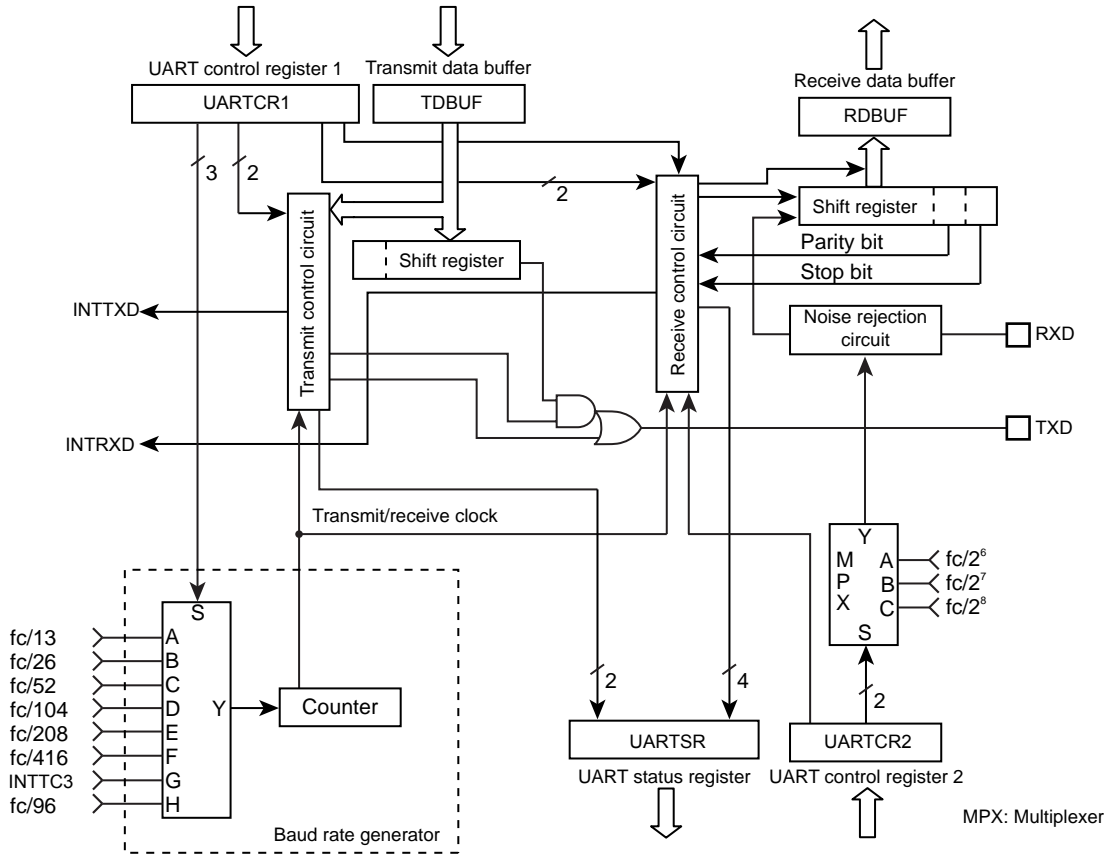 UART control register 1
Transmit data buffer
Receive data buffer
UARTCR1
TDBUF
RDBUF
3
2
2
Shift register
Parity bit
Stop bit
Transmit control circuit
Shift register
Receive control circuit
INTTXD
Noise rejection
circuit
RXD
INTRXD
TXD
Transmit/receive clock
Y
M
P
X
A
B
C
S
fc/2⁶
fc/2⁷
fc/2⁸
S
fc/13
A
fc/26
B
fc/52
C
fc/104
D
Y
Counter
fc/208
E
fc/416
F
INTTC3
G
fc/96
H
2
4
2
UARTSR
UARTCR2
UART status register
UART control register 2
Baud rate generator
MPX: Multiplexer